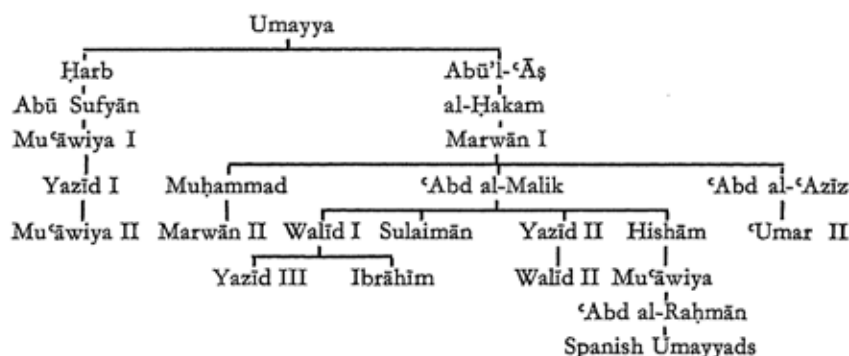 Umayya
Ḥarb Abū'l-ʿĀṣ
Abū Sufyān al-Ḥakam
Muʿāwiya I Marwān I
Yazīd I Muḥammad ʿAbd al-Malik ʿAbd al-ʿAzīz
Muʿāwiya II Marwān II Walīd I Sulaimān Yazīd II Hishām ʿUmar II
Yazīd III Ibrāhīm Walīd II Muʿāwiya
ʿAbd al-Raḥmān
Spanish Umayyads